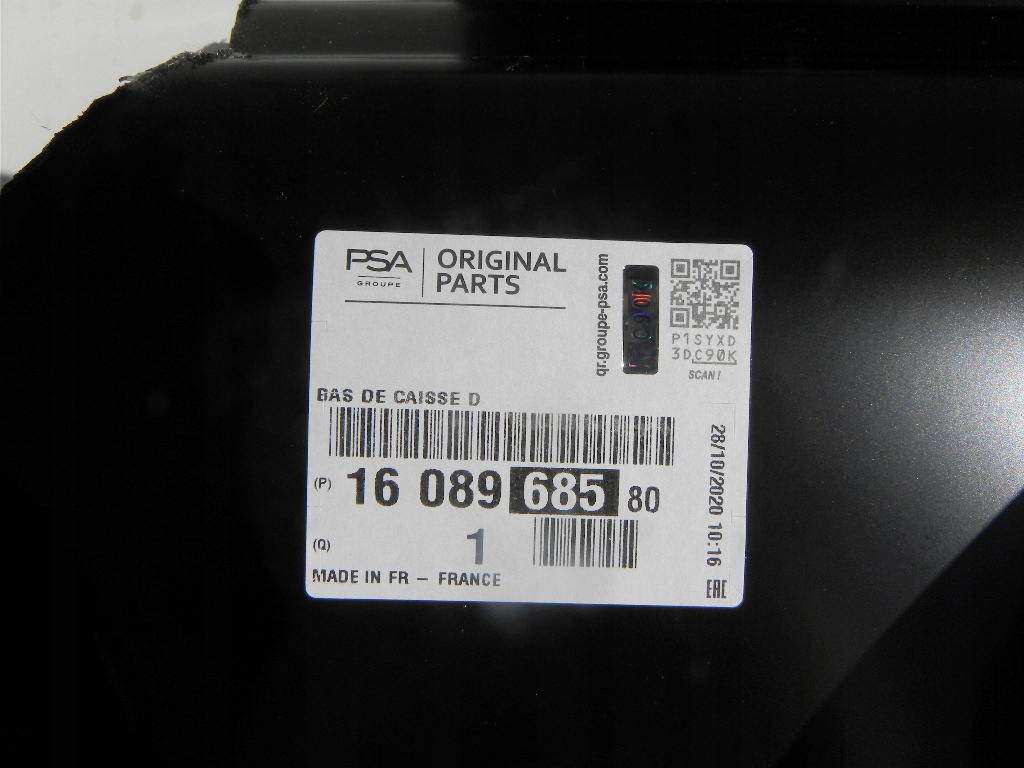 PSA
GROUPE
ORIGINAL
PARTS
qr.groupe-psa.com
C90K
P1SYXD
3DC90K
SCAN!
BAS DE CAISSE D
(P) 16 089 685 80
(Q) 1
MADE IN FR – FRANCE
28/10/2020 10:16
EAC